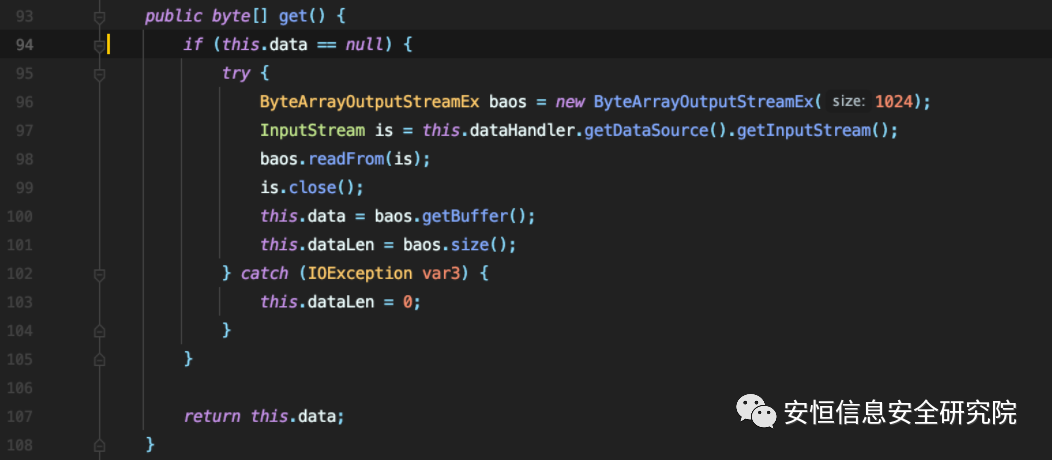 93 public byte[] get() {
94 if (this.data == null) {
95 try {
96 ByteArrayOutputStreamEx baos = new ByteArrayOutputStreamEx( size: 1024);
97 InputStream is = this.dataHandler.getDataSource().getInputStream();
98 baos.readFrom(is);
99 is.close();
100 this.data = baos.getBuffer();
101 this.dataLen = baos.size();
102 } catch (IOException var3) {
103 this.dataLen = 0;
104 }
105 }
106
107 return this.data;
108 }
安恒信息安全研究院